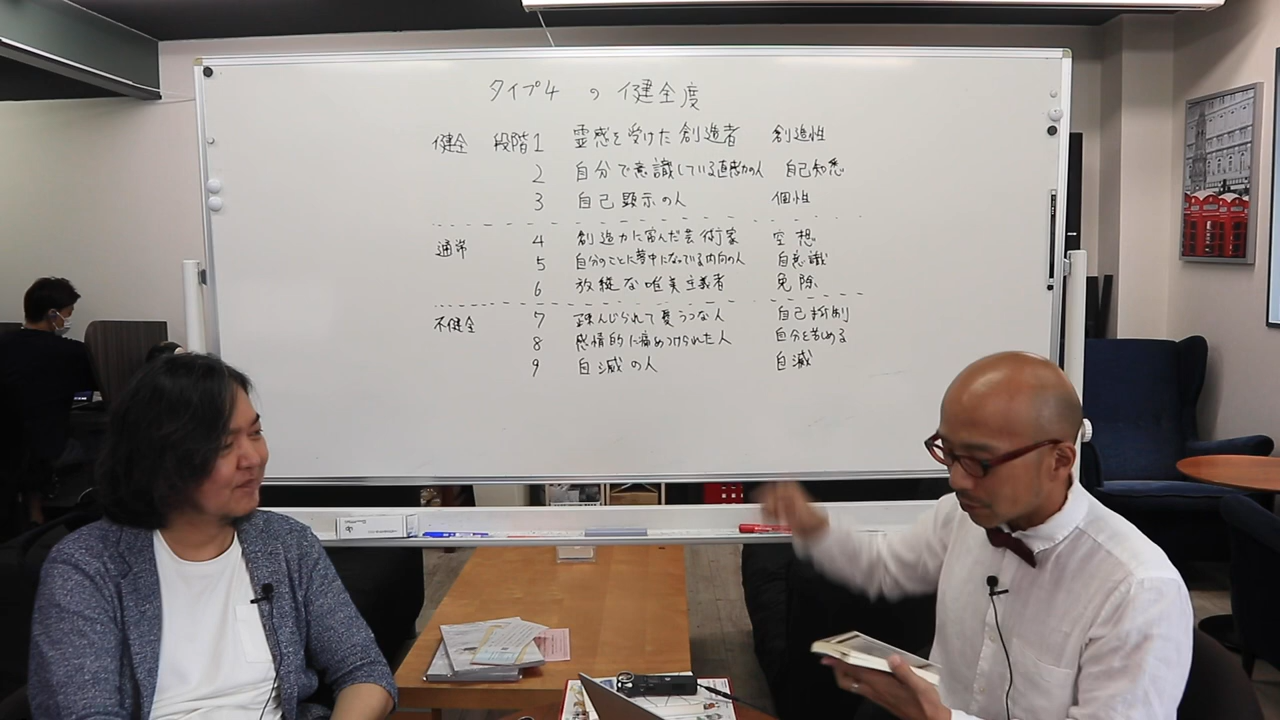 タイプ4 の 健全度
健全 段階1 霊感を受けた創造者 創造性
2 自分で意識している直感力の人 自己知悉
3 自己顕示の人 個性
通常 4 創造力に富んだ芸術家 空想
5 自分のことに夢中になっている内向の人 自意識
6 放縦な唯美主義者 免除
不健全 7 疎んじられて憂うつな人 自己
8 感情的に痛めつけられた人 自分を苦しめる
9 自滅の人 自滅